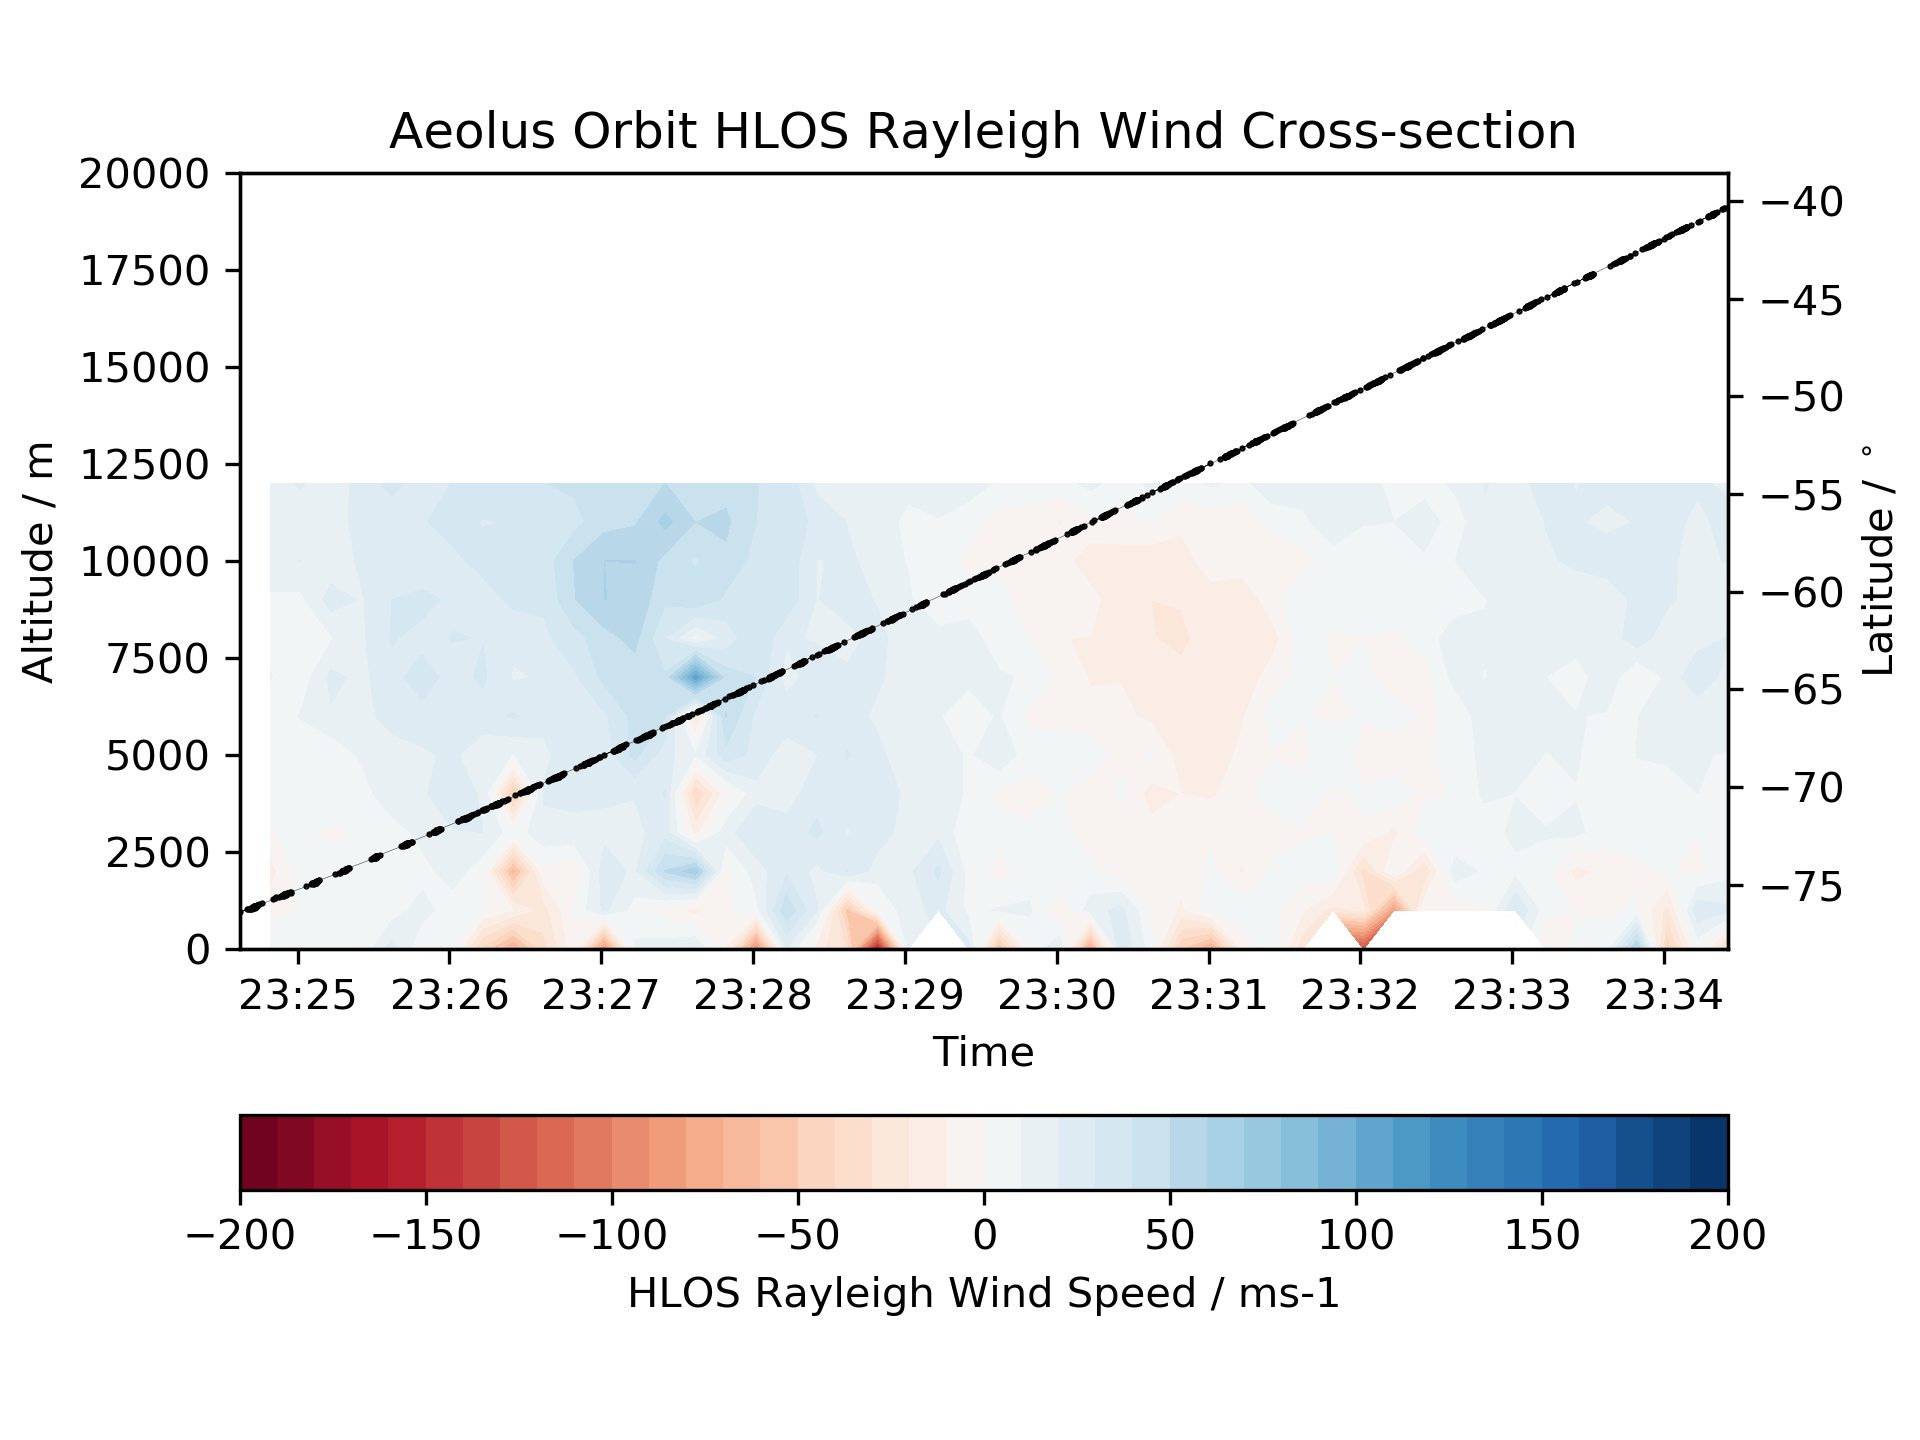 Aeolus Orbit HLOS Rayleigh Wind Cross-section
20000
17500
15000
12500
10000
7500
5000
2500
0
Altitude / m
−40
−45
−50
−55
−60
−65
−70
−75
Latitude / °
23:25 23:26 23:27 23:28 23:29 23:30 23:31 23:32 23:33 23:34
Time
−200 −150 −100 −50 0 50 100 150 200
HLOS Rayleigh Wind Speed / ms-1